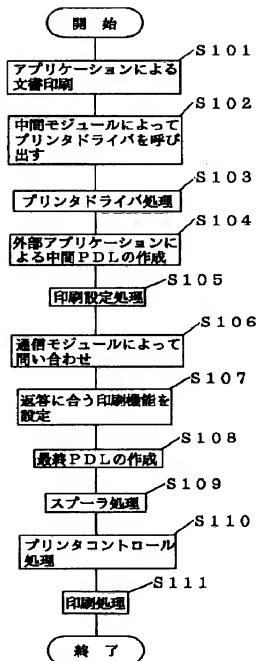 開 始
S101
アプリケーションによる
文書印刷
S102
中間モジュールによって
プリンタドライバを呼び
出す
S103
プリンタドライバ処理
S104
外部アプリケーションに
よる中間PDLの作成
S105
印刷設定処理
S106
通信モジュールによって
問い合わせ
S107
返答に合う印刷機能を
設定
S108
最終PDLの作成
S109
スプーラ処理
S110
プリンタコントロール
処理
S111
印刷処理
終 了